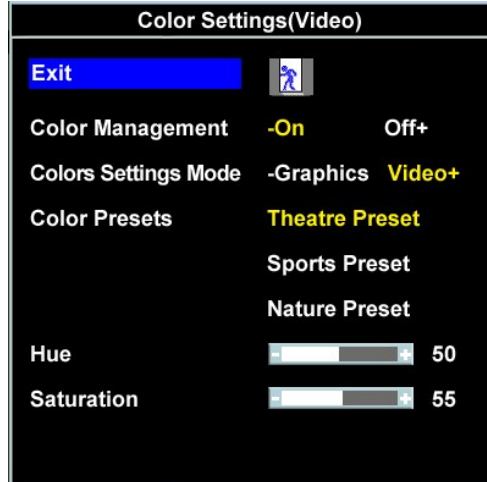 Color Settings(Video)
Exit
Color Management -On Off+
Colors Settings Mode -Graphics Video+
Color Presets Theatre Preset
Sports Preset
Nature Preset
Hue - + 50
Saturation - + 55